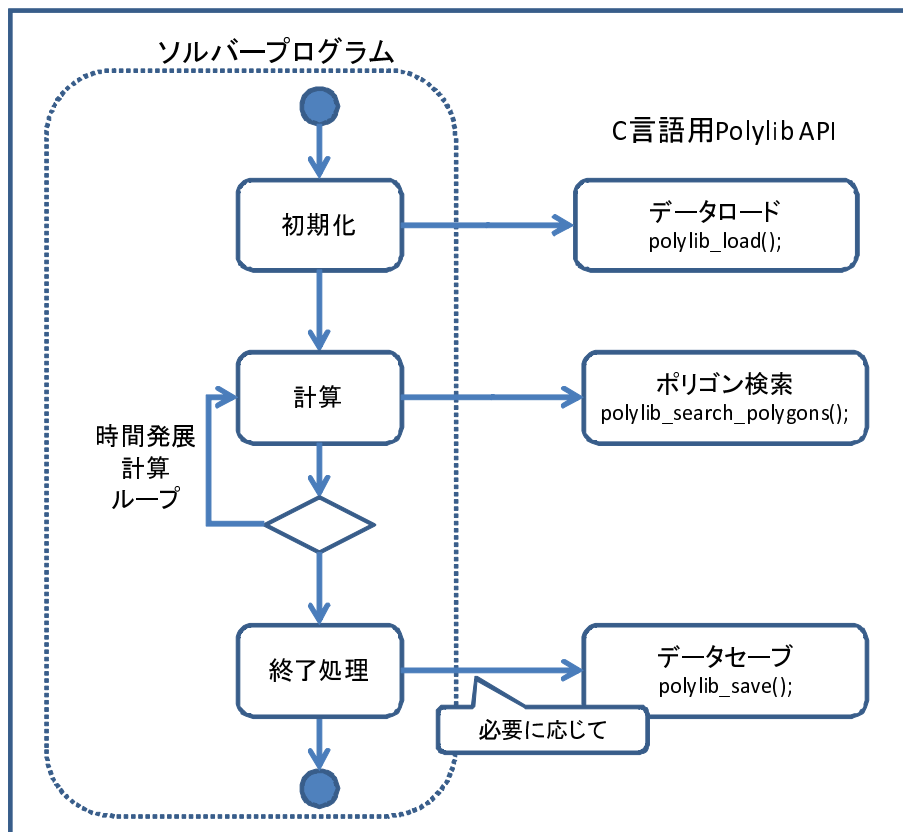 ソルバープログラム
C言語用Polylib API
初期化
データロード
polylib_load();
計算
ポリゴン検索
polylib_search_polygons();
時間発展
計算
ループ
終了処理
データセーブ
polylib_save();
必要に応じて